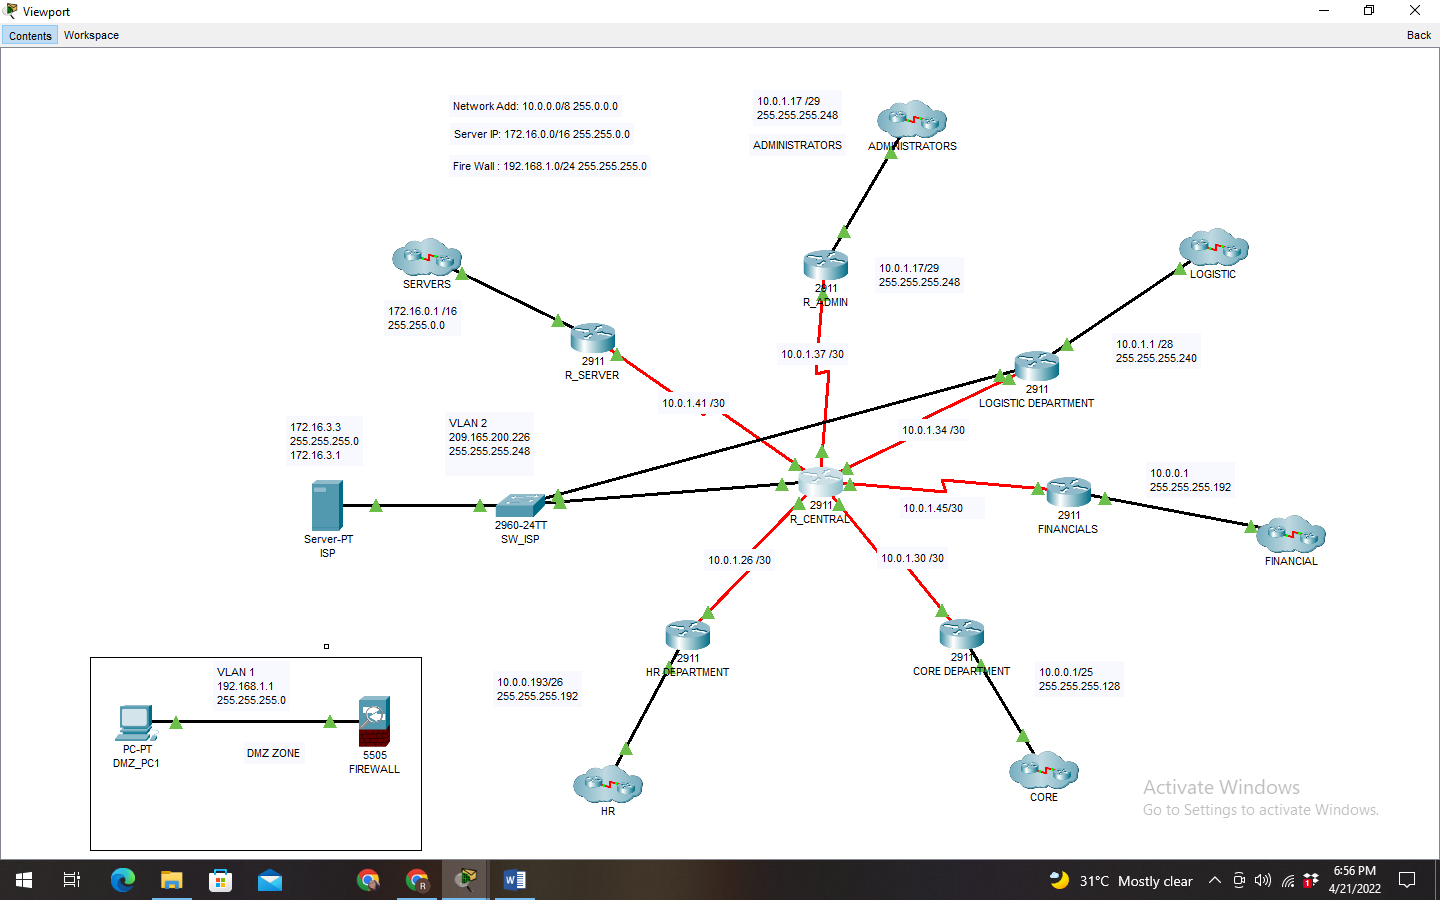 Viewport
Contents Workspace Back
Network Add: 10.0.0.0/8 255.0.0.0
Server IP: 172.16.0.0/16 255.255.0.0
Fire Wall : 192.168.1.0/24 255.255.255.0
10.0.1.17 /29
255.255.255.248
ADMINISTRATORS
ADMINISTRATORS
SERVERS
172.16.0.1 /16
255.255.0.0
2911
R_SERVER
2911
R_ADMIN
10.0.1.17/29
255.255.255.248
LOGISTIC
10.0.1.1 /28
255.255.255.240
10.0.1.37 /30
2911
LOGISTIC DEPARTMENT
10.0.1.41 /30
10.0.1.34 /30
172.16.3.3
255.255.255.0
172.16.3.1
VLAN 2
209.165.200.226
255.255.255.248
Server-PT
ISP
2960-24TT
SW_ISP
2911
R_CENTRAL
10.0.1.45/30
2911
FINANCIALS
10.0.0.1
255.255.255.192
FINANCIAL
10.0.1.26 /30
10.0.1.30 /30
2911
HR DEPARTMENT
10.0.0.193/26
255.255.255.192
HR
2911
CORE DEPARTMENT
10.0.0.1/25
255.255.255.128
CORE
VLAN 1
192.168.1.1
255.255.255.0
PC-PT
DMZ_PC1
DMZ ZONE
5505
FIREWALL
Activate Windows
Go to Settings to activate Windows.
31°C Mostly clear
6:56 PM
4/21/2022